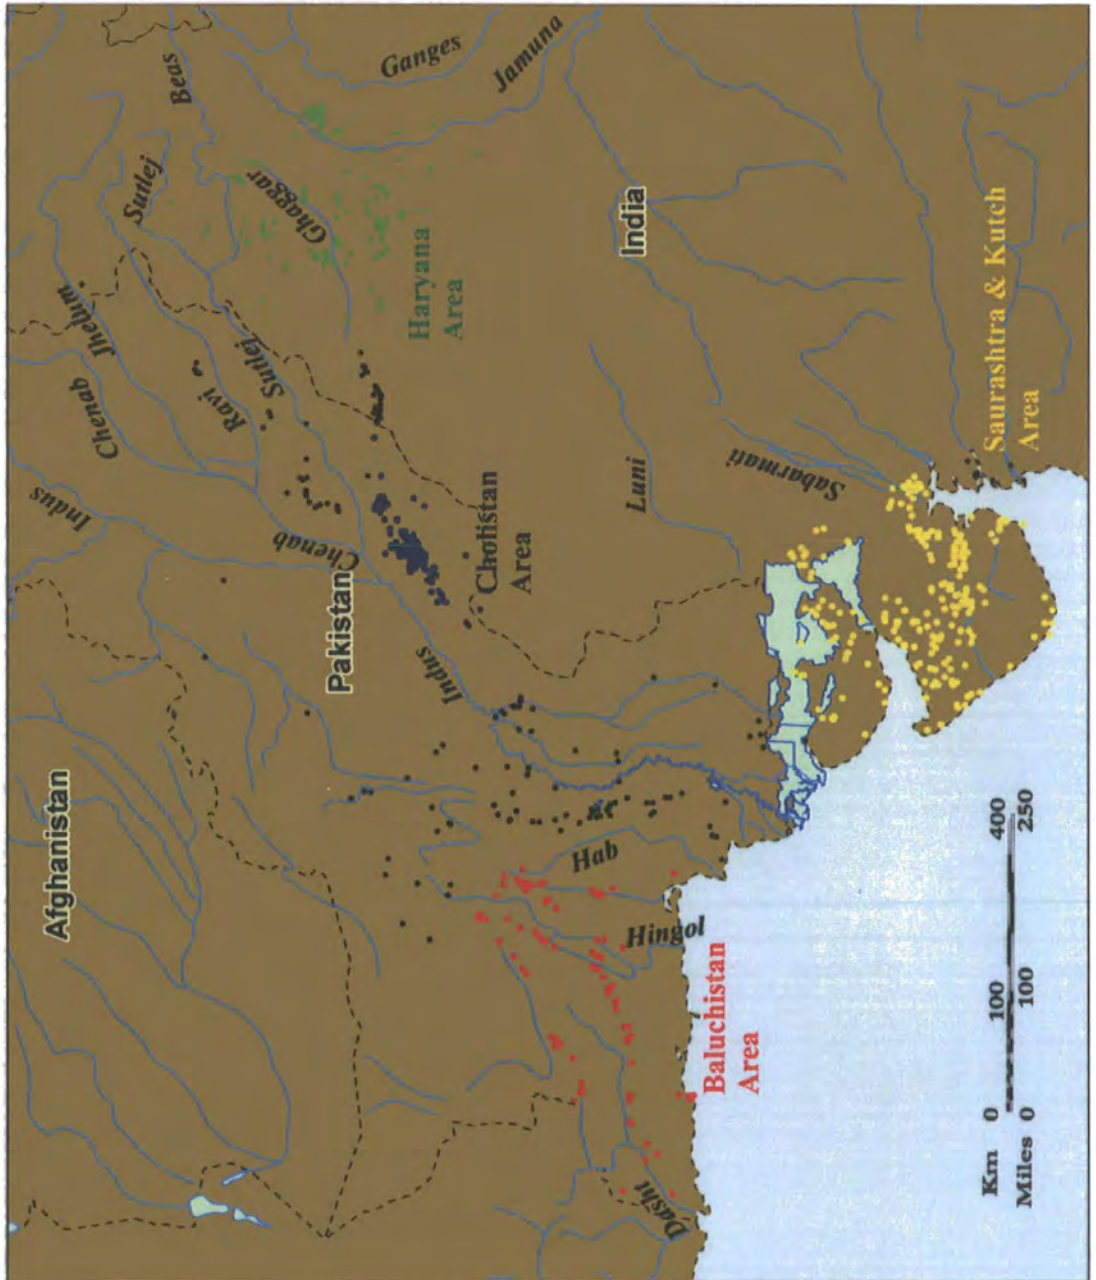 Afghanistan
Indus
Chenab
Jhelum
Sutlej
Beas
Ravi
Sutlej
Ghaggar
Chenab
Pakistan
Ganges
Haryana
Area
Indus
Cholistan
Area
Jamuna
Hab
India
Luni
Hingol
Dasht
Baluchistan
Area
Sabarmati
Saurashtra & Kutch
Area
Km 0 100 400
Miles 0 100 250